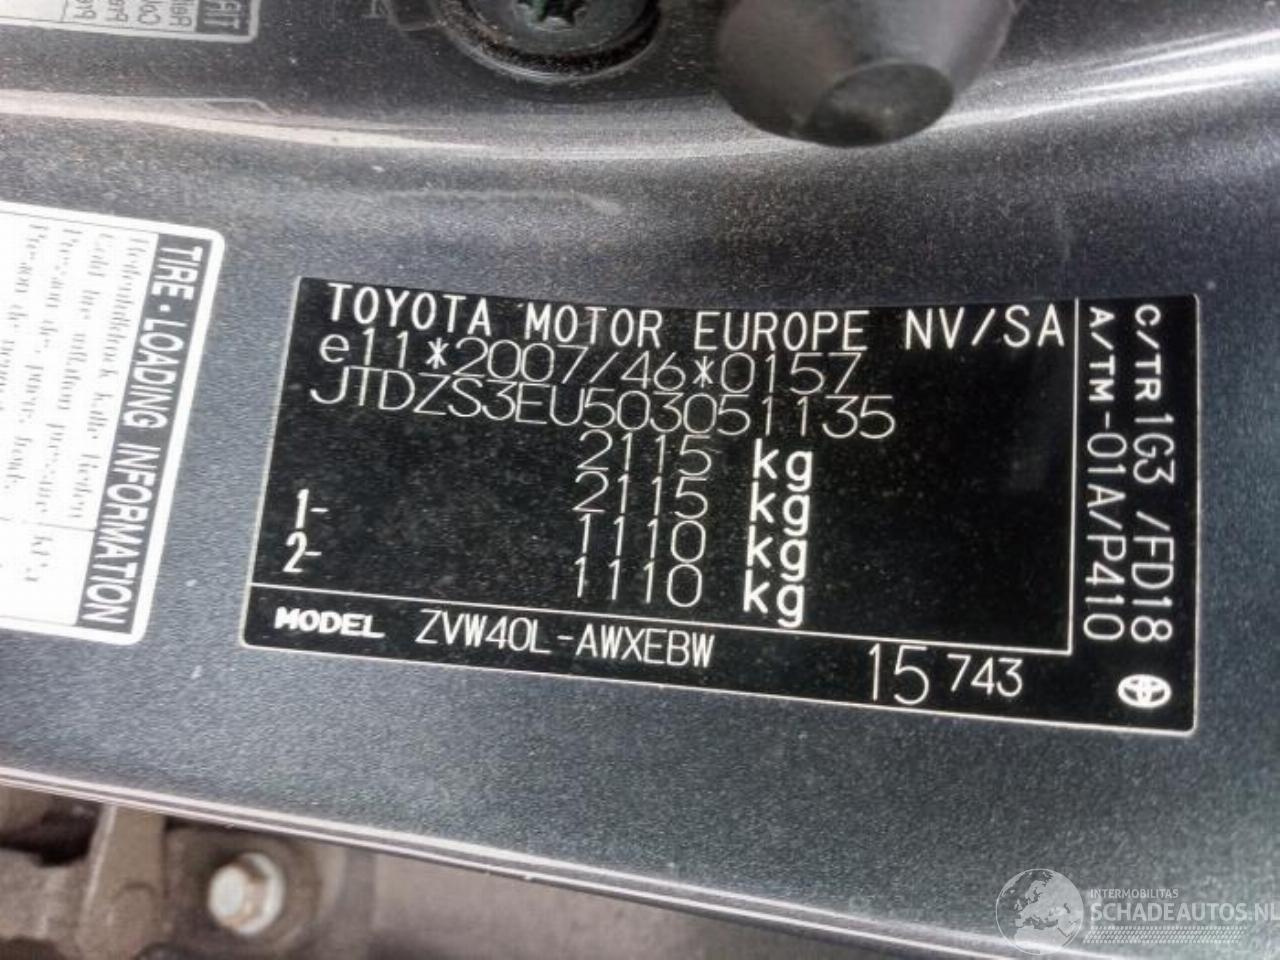 TIRE · LOADING INFORMATION
TOYOTA MOTOR EUROPE NV/SA
e11*2007/46*0157
JTDZS3EU503051135
2115 kg
1- 2115 kg
2- 1110 kg
1110 kg
MODEL ZVW40L-AWXEBW
15 743
C/TR 1G3 /FD18
A/TM-01A/P410
INTERMOBILITAS
SCHADEAUTOS.NL